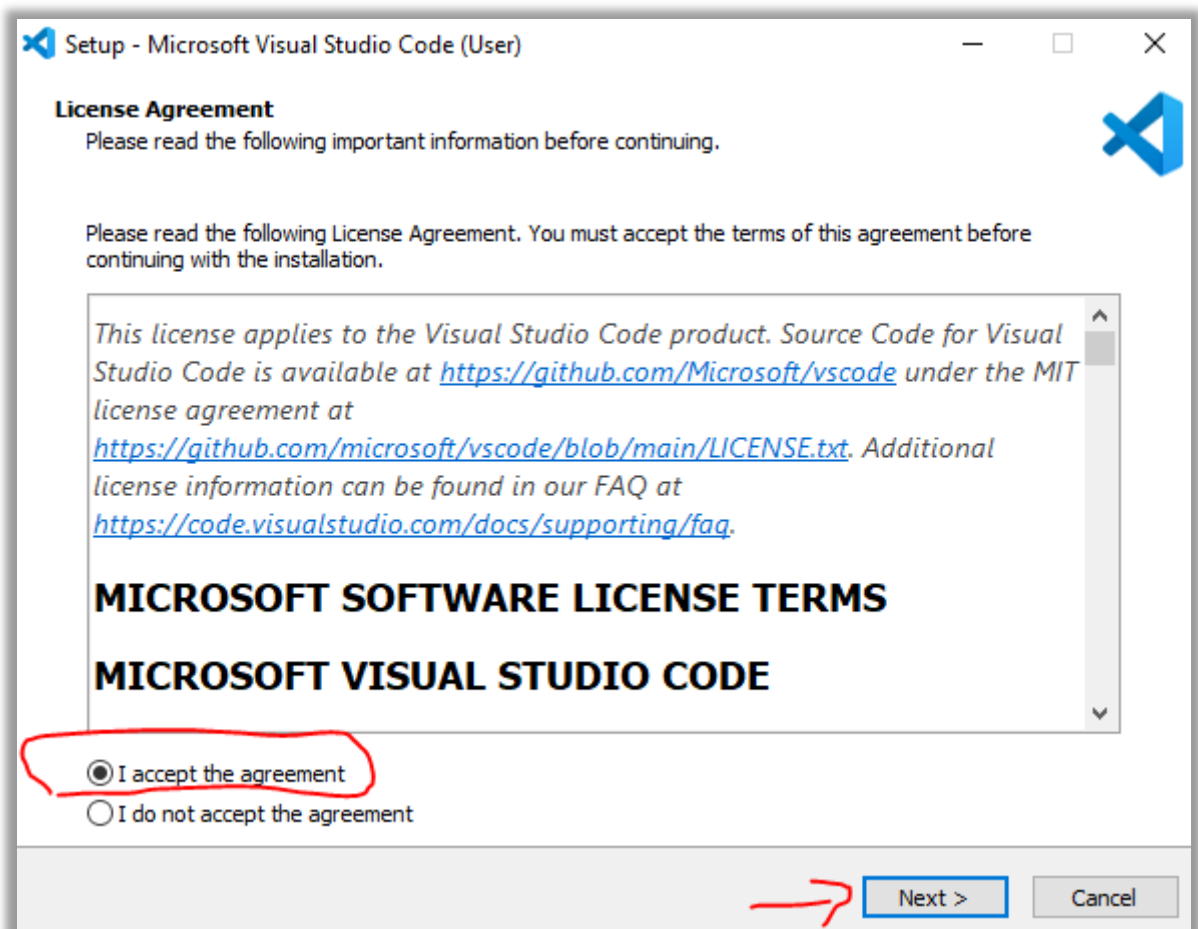 Setup - Microsoft Visual Studio Code (User)
License Agreement
Please read the following important information before continuing.
Please read the following License Agreement. You must accept the terms of this agreement before
continuing with the installation.
This license applies to the Visual Studio Code product. Source Code for Visual
Studio Code is available at https://github.com/Microsoft/vscode under the MIT
license agreement at
https://github.com/microsoft/vscode/blob/main/LICENSE.txt. Additional
license information can be found in our FAQ at
https://code.visualstudio.com/docs/supporting/faq.
MICROSOFT SOFTWARE LICENSE TERMS
MICROSOFT VISUAL STUDIO CODE
I accept the agreement
I do not accept the agreement
Next >
Cancel